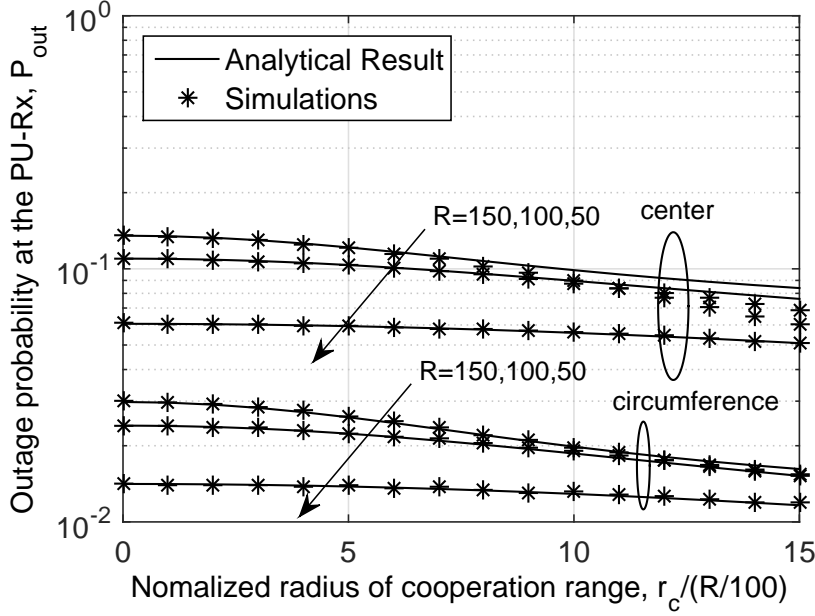 10^0
Analytical Result
Simulations
R=150,100,50
center
10^-1
R=150,100,50
circumference
10^-2
0
5
10
15
Outage probability at the PU-Rx, P_out
Nomalized radius of cooperation range, r_c/(R/100)